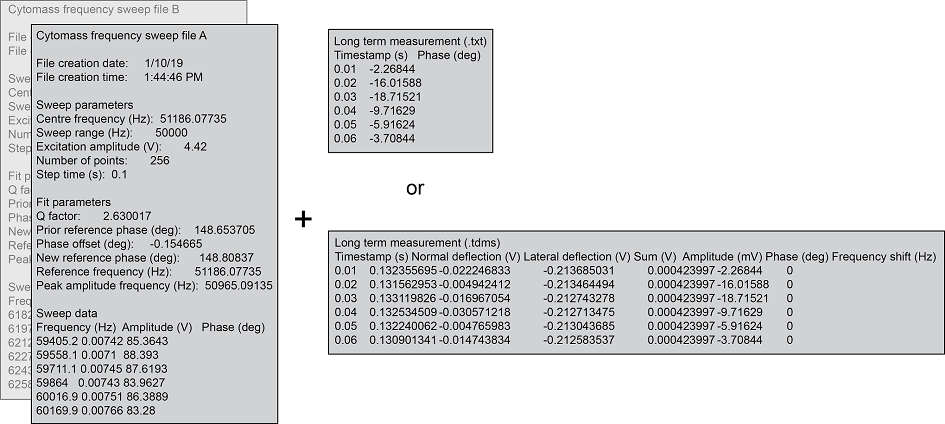 Cytomass frequency sweep file B
File
File
Swe
Cent
Swe
Exci
Num
Step
Fit p
Q fa
Prio
Phas
New
Refe
Peal
Swe
Freq
6182
6197
6212
6227
6243
6258
Cytomass frequency sweep file A
File creation date: 1/10/19
File creation time: 1:44:46 PM
Sweep parameters
Centre frequency (Hz): 51186.07735
Sweep range (Hz): 50000
Excitation amplitude (V): 4.42
Number of points: 256
Step time (s): 0.1
Fit parameters
Q factor: 2.630017
Prior reference phase (deg): 148.653705
Phase offset (deg): -0.154665
New reference phase (deg): 148.80837
Reference frequency (Hz): 51186.07735
Peak amplitude frequency (Hz): 50965.09135
Sweep data
Frequency (Hz) Amplitude (V) Phase (deg)
59405.2 0.00742 85.3643
59558.1 0.0071 88.393
59711.1 0.00745 87.6193
59864 0.00743 83.9627
60016.9 0.00751 86.3889
60169.9 0.00766 83.28
+
Long term measurement (.txt)
Timestamp (s) Phase (deg)
0.01 -2.26844
0.02 -16.01588
0.03 -18.71521
0.04 -9.71629
0.05 -5.91624
0.06 -3.70844
or
Long term measurement (.tdms)
Timestamp (s) Normal deflection (V) Lateral deflection (V) Sum (V) Amplitude (mV) Phase (deg) Frequency shift (Hz)
0.01 0.132355695 -0.022246833 -0.213685031 0.000423997 -2.26844 0
0.02 0.131562953 -0.004942412 -0.213464494 0.000423997 -16.01588 0
0.03 0.133119826 -0.016967054 -0.212743278 0.000423997 -18.71521 0
0.04 0.132534509 -0.030571218 -0.212713475 0.000423997 -9.71629 0
0.05 0.132240062 -0.004765983 -0.213043685 0.000423997 -5.91624 0
0.06 0.130901341 -0.014743834 -0.212583537 0.000423997 -3.70844 0